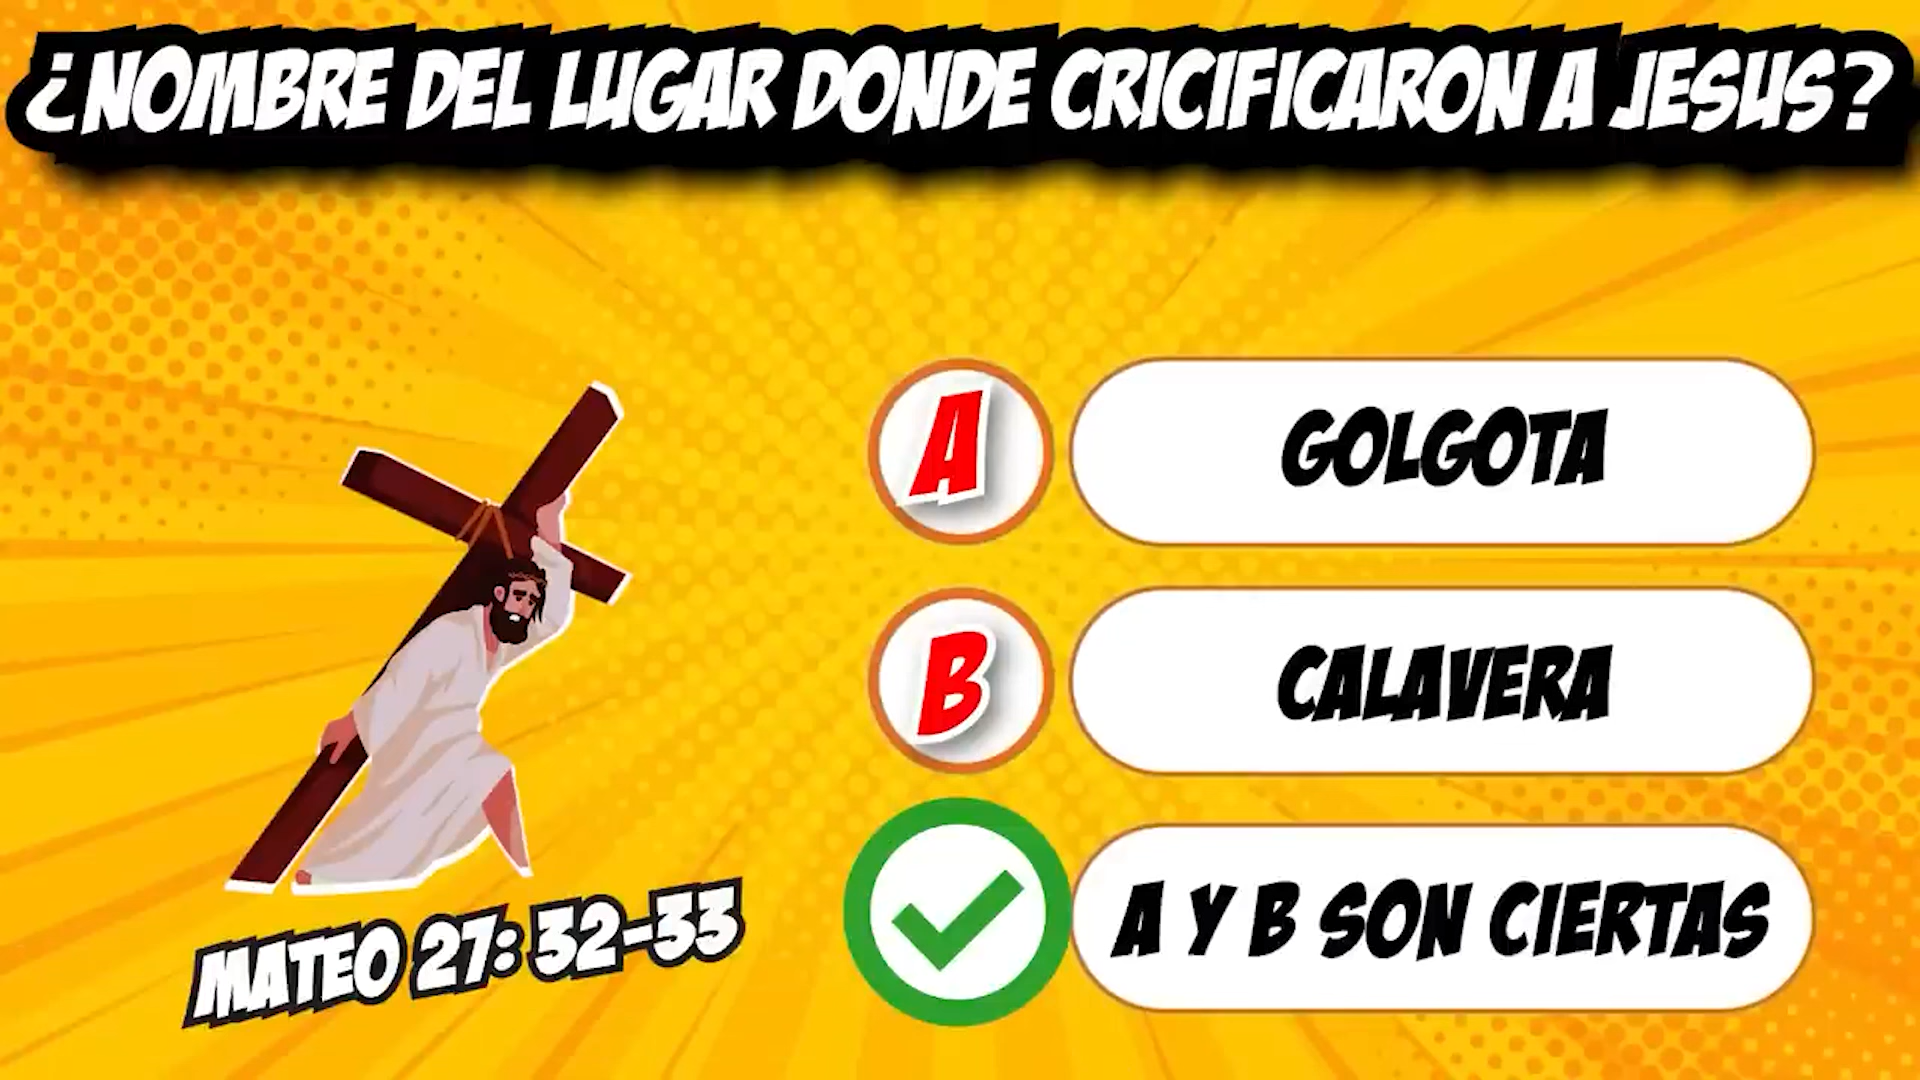 ¿NOMBRE DEL LUGAR DONDE CRICIFICARON A JESUS?
A GOLGOTA
B CALAVERA
A Y B SON CIERTAS
MATEO 27: 32-33